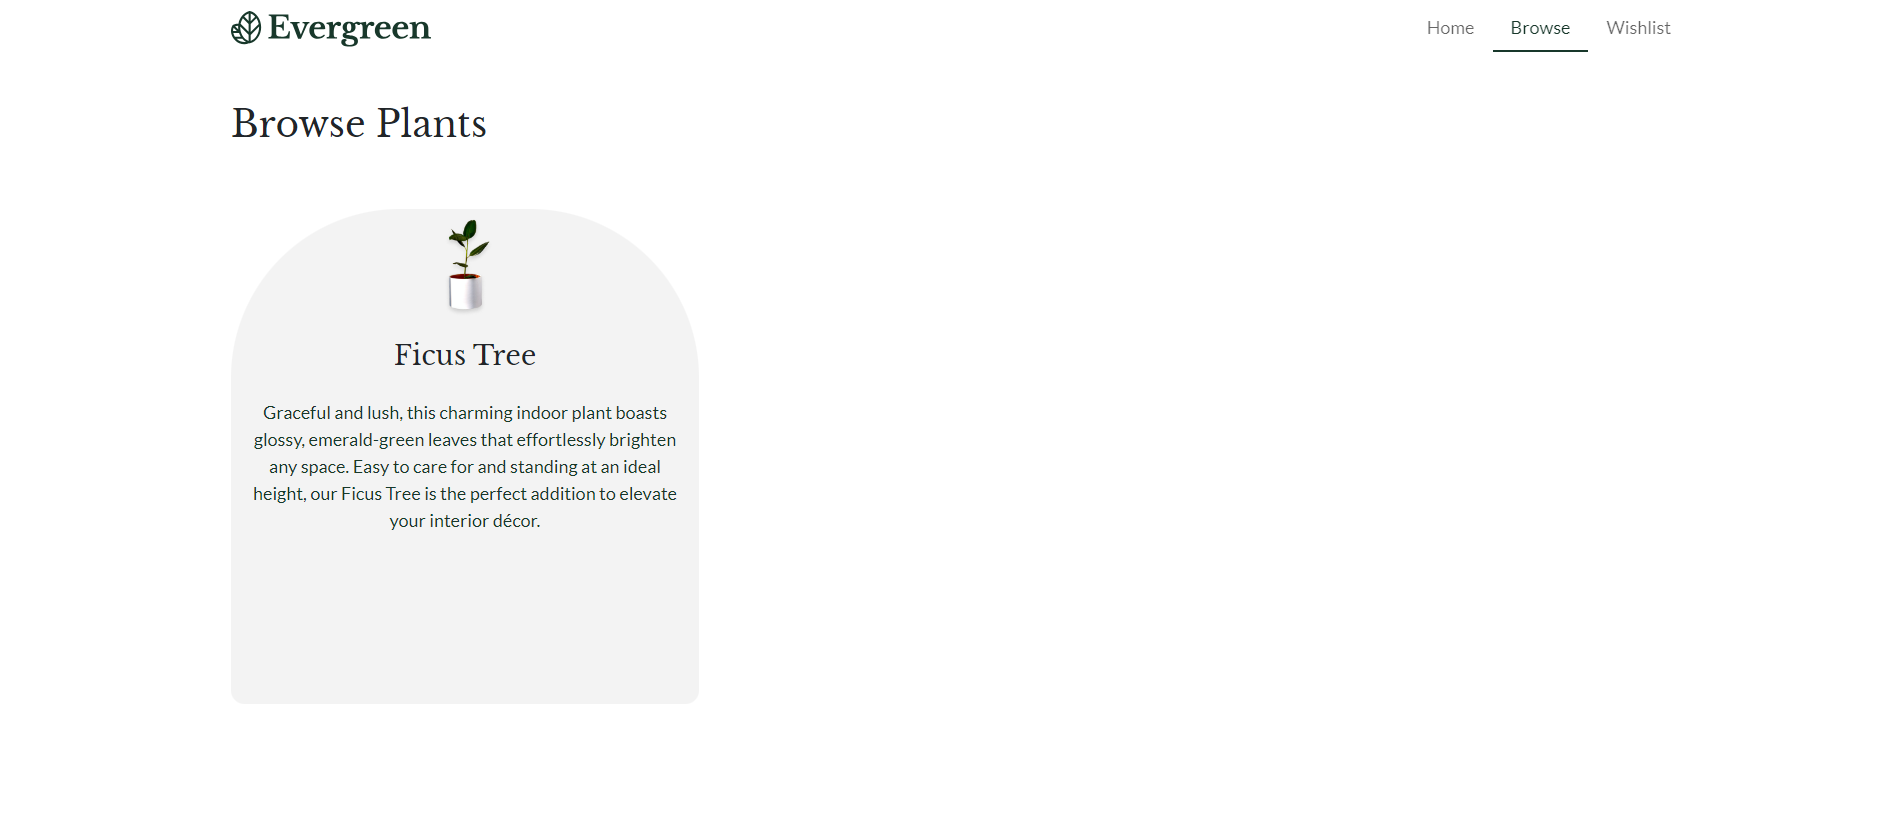 Evergreen
Home Browse Wishlist
Browse Plants
Ficus Tree
Graceful and lush, this charming indoor plant boasts
glossy, emerald-green leaves that effortlessly brighten
any space. Easy to care for and standing at an ideal
height, our Ficus Tree is the perfect addition to elevate
your interior décor.